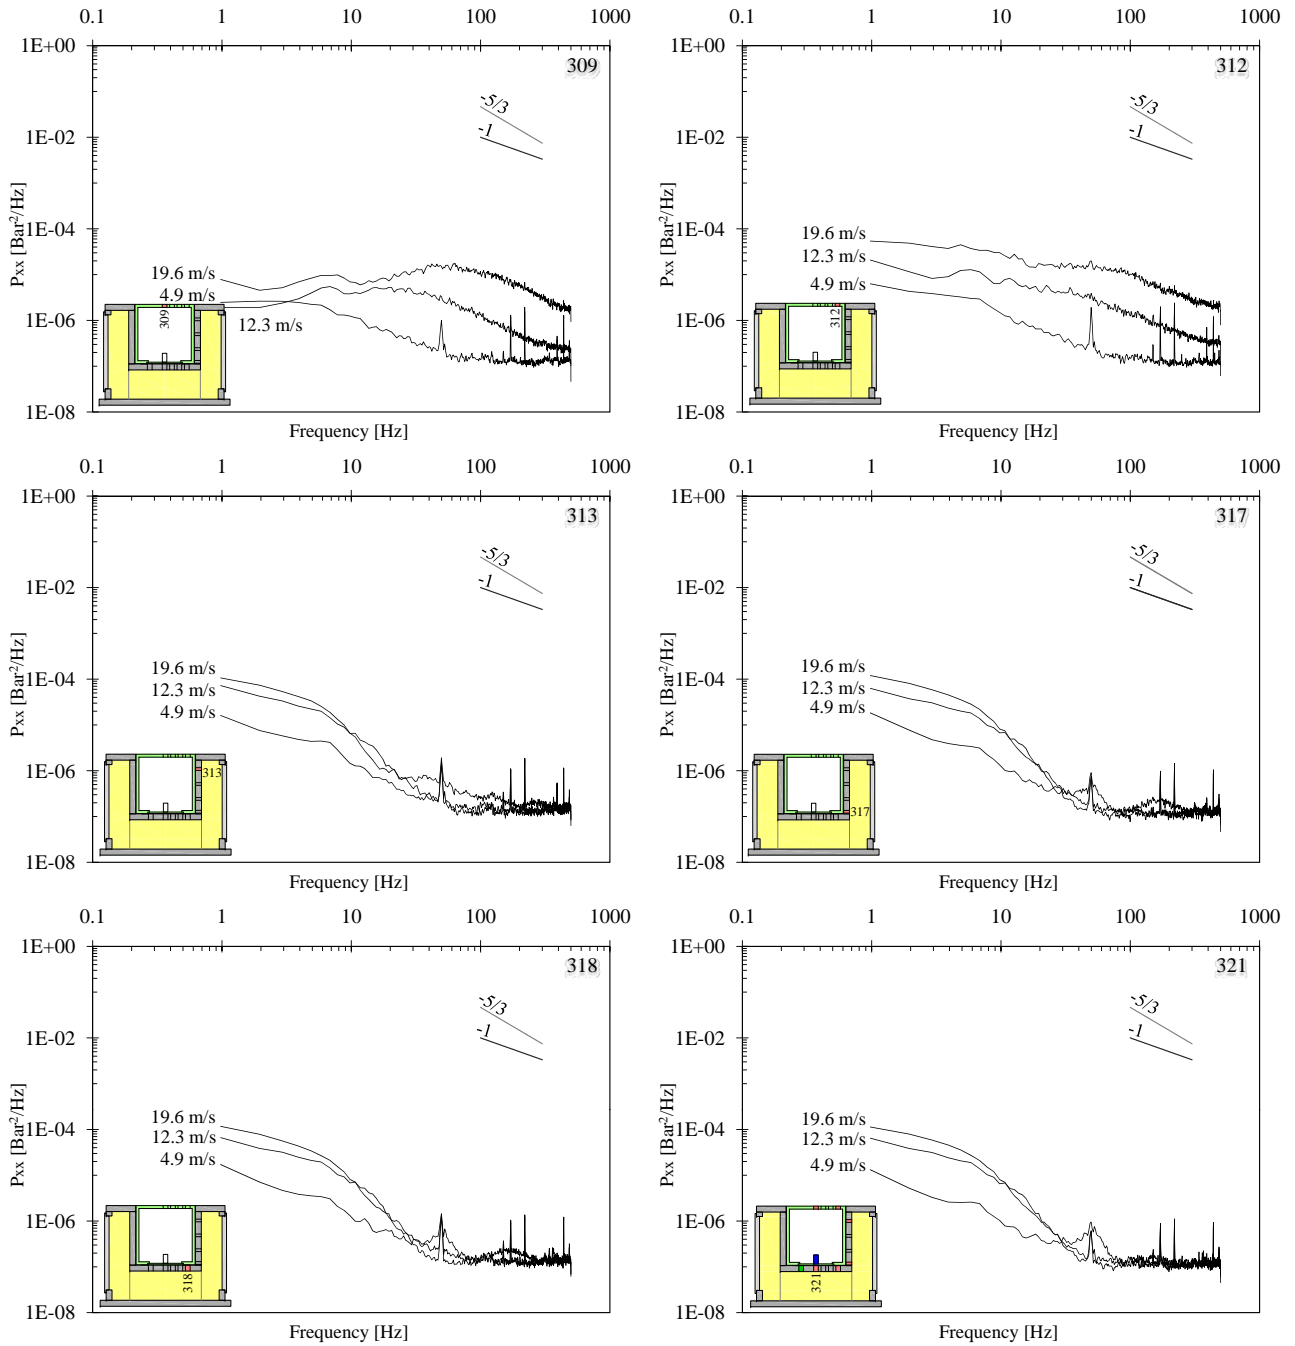 0.1 1 10 100 1000
1E+00
309
-5/3
-1
1E-02
1E-04
19.6 m/s
4.9 m/s
12.3 m/s
309
1E-06
1E-08
Pxx [Bar²/Hz]
Frequency [Hz]
0.1 1 10 100 1000
1E+00
312
-5/3
-1
1E-02
1E-04
19.6 m/s
12.3 m/s
4.9 m/s
312
1E-06
1E-08
Pxx [Bar²/Hz]
Frequency [Hz]
0.1 1 10 100 1000
1E+00
313
-5/3
-1
1E-02
1E-04
19.6 m/s
12.3 m/s
4.9 m/s
1E-06
313
1E-08
Pxx [Bar²/Hz]
Frequency [Hz]
0.1 1 10 100 1000
1E+00
317
-5/3
-1
1E-02
1E-04
19.6 m/s
12.3 m/s
4.9 m/s
1E-06
317
1E-08
Pxx [Bar²/Hz]
Frequency [Hz]
0.1 1 10 100 1000
1E+00
318
-5/3
-1
1E-02
1E-04
19.6 m/s
12.3 m/s
4.9 m/s
1E-06
318
1E-08
Pxx [Bar²/Hz]
Frequency [Hz]
0.1 1 10 100 1000
1E+00
321
-5/3
-1
1E-02
1E-04
19.6 m/s
12.3 m/s
4.9 m/s
1E-06
321
1E-08
Pxx [Bar²/Hz]
Frequency [Hz]